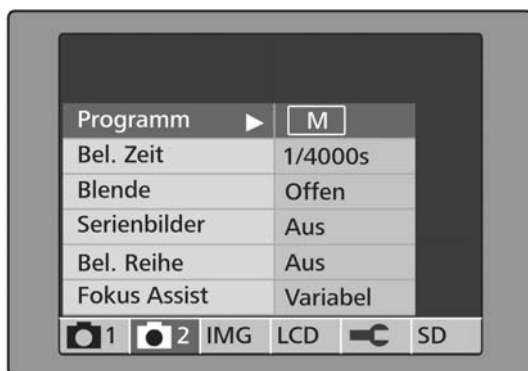 Programm M
Bel. Zeit 1/4000s
Blende Offen
Serienbilder Aus
Bel. Reihe Aus
Fokus Assist Variabel
1 2 IMG LCD SD